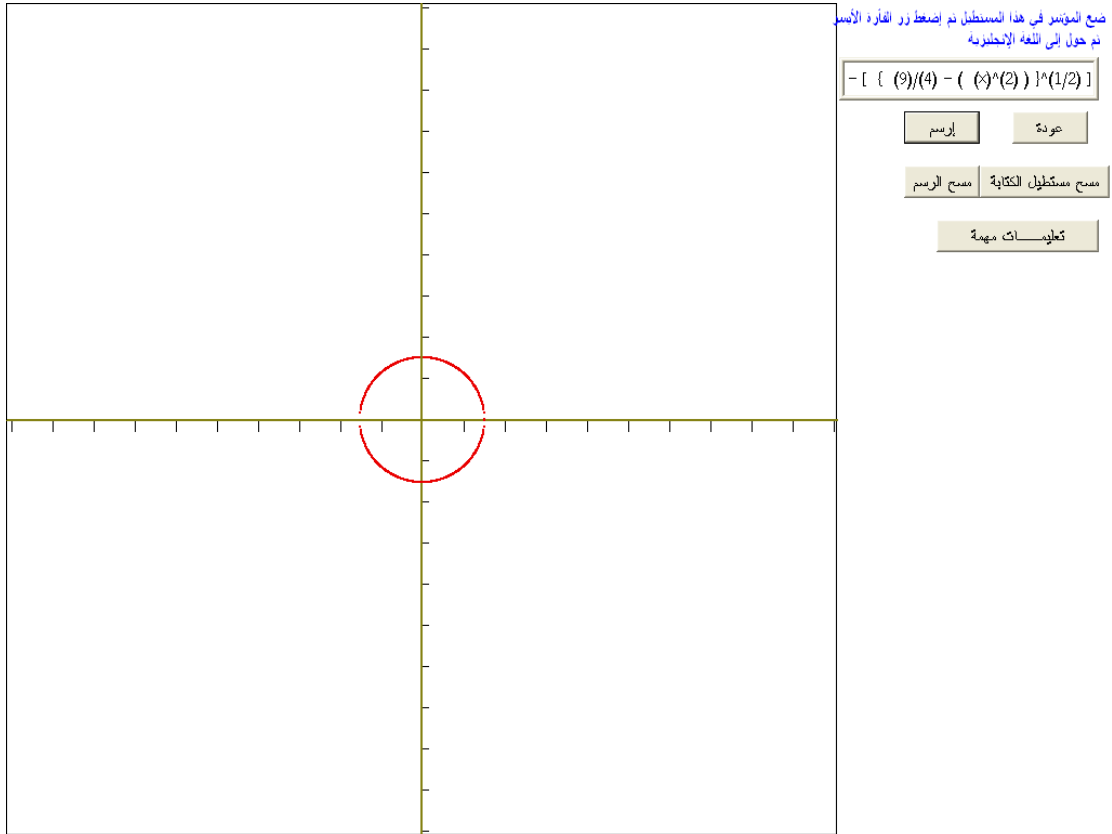 ضع المؤشر في هذا المستطيل ثم إضغط زر الفأرة الأيسر
ثم حول إلى اللغة الإنجليزية
- [ { (9)/(4) - ( (x)^(2) ) }^(1/2) ]
إرسم عودة
مسح الرسم مسح مستطيل الكتابة
تعليمـــــات مهمة